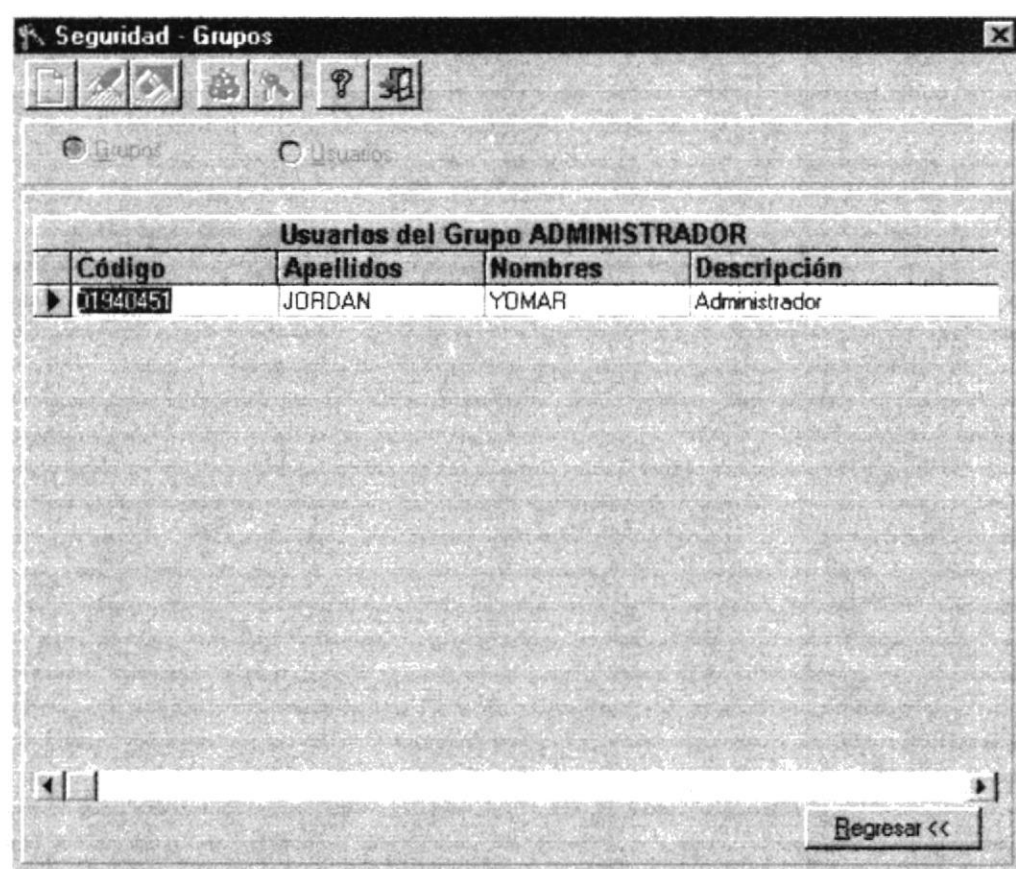 Seguridad - Grupos
Grupos Usuarios
Usuarios del Grupo ADMINISTRADOR
Código Apellidos Nombres Descripción
01940451 JORDAN YOMAR Administrador
Regresar <<